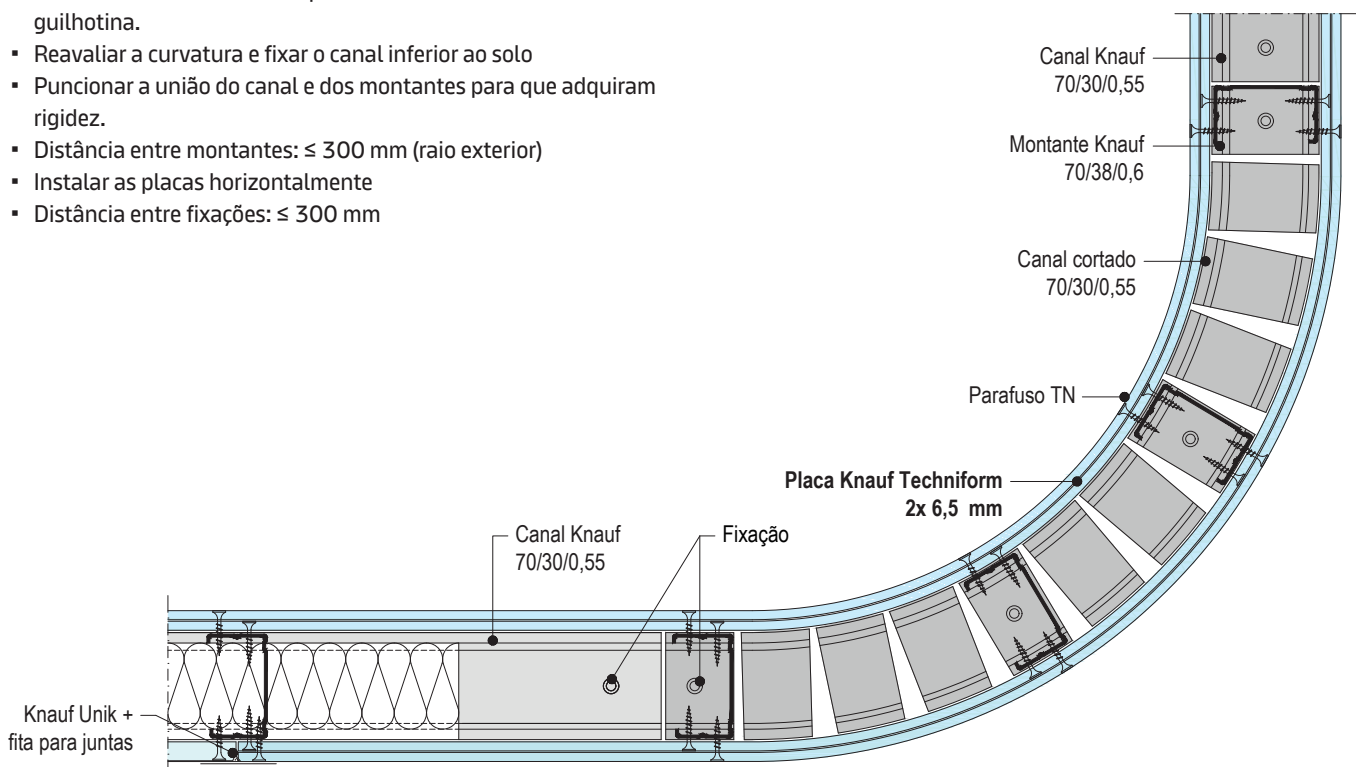 guilhotina.
▪ Reavaliar a curvatura e fixar o canal inferior ao solo
▪ Puncionar a união do canal e dos montantes para que adquiram
rigidez.
▪ Distância entre montantes: ≤ 300 mm (raio exterior)
▪ Instalar as placas horizontalmente
▪ Distância entre fixações: ≤ 300 mm
Canal Knauf
70/30/0,55
Montante Knauf
70/38/0,6
Canal cortado
70/30/0,55
Parafuso TN
Placa Knauf Techniform
2x 6,5 mm
Canal Knauf
70/30/0,55
Fixação
Knauf Unik +
fita para juntas